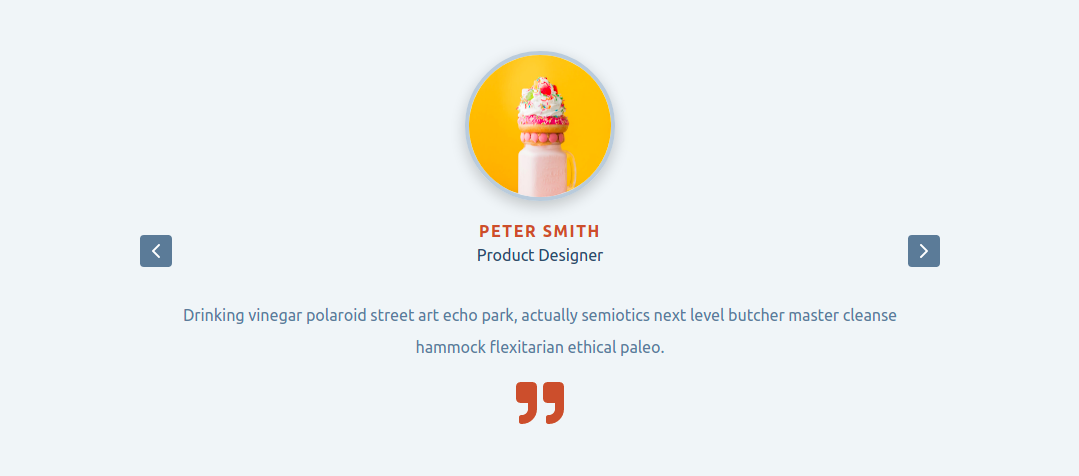 PETER SMITH
Product Designer
Drinking vinegar polaroid street art echo park, actually semiotics next level butcher master cleanse
hammock flexitarian ethical paleo.